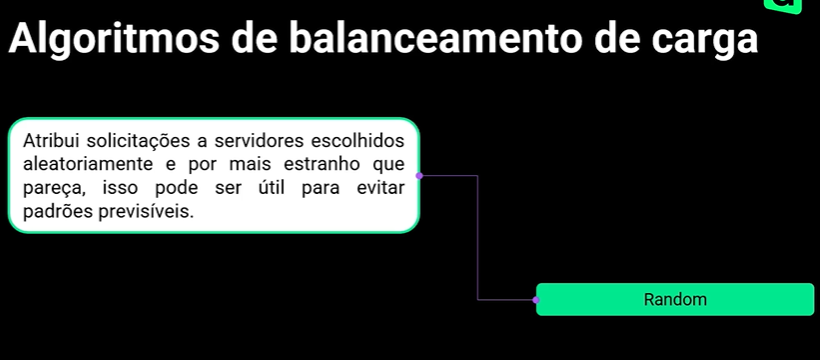 Algoritmos de balanceamento de carga
Atribui solicitações a servidores escolhidos
aleatoriamente e por mais estranho que
pareça, isso pode ser útil para evitar
padrões previsíveis.
Random